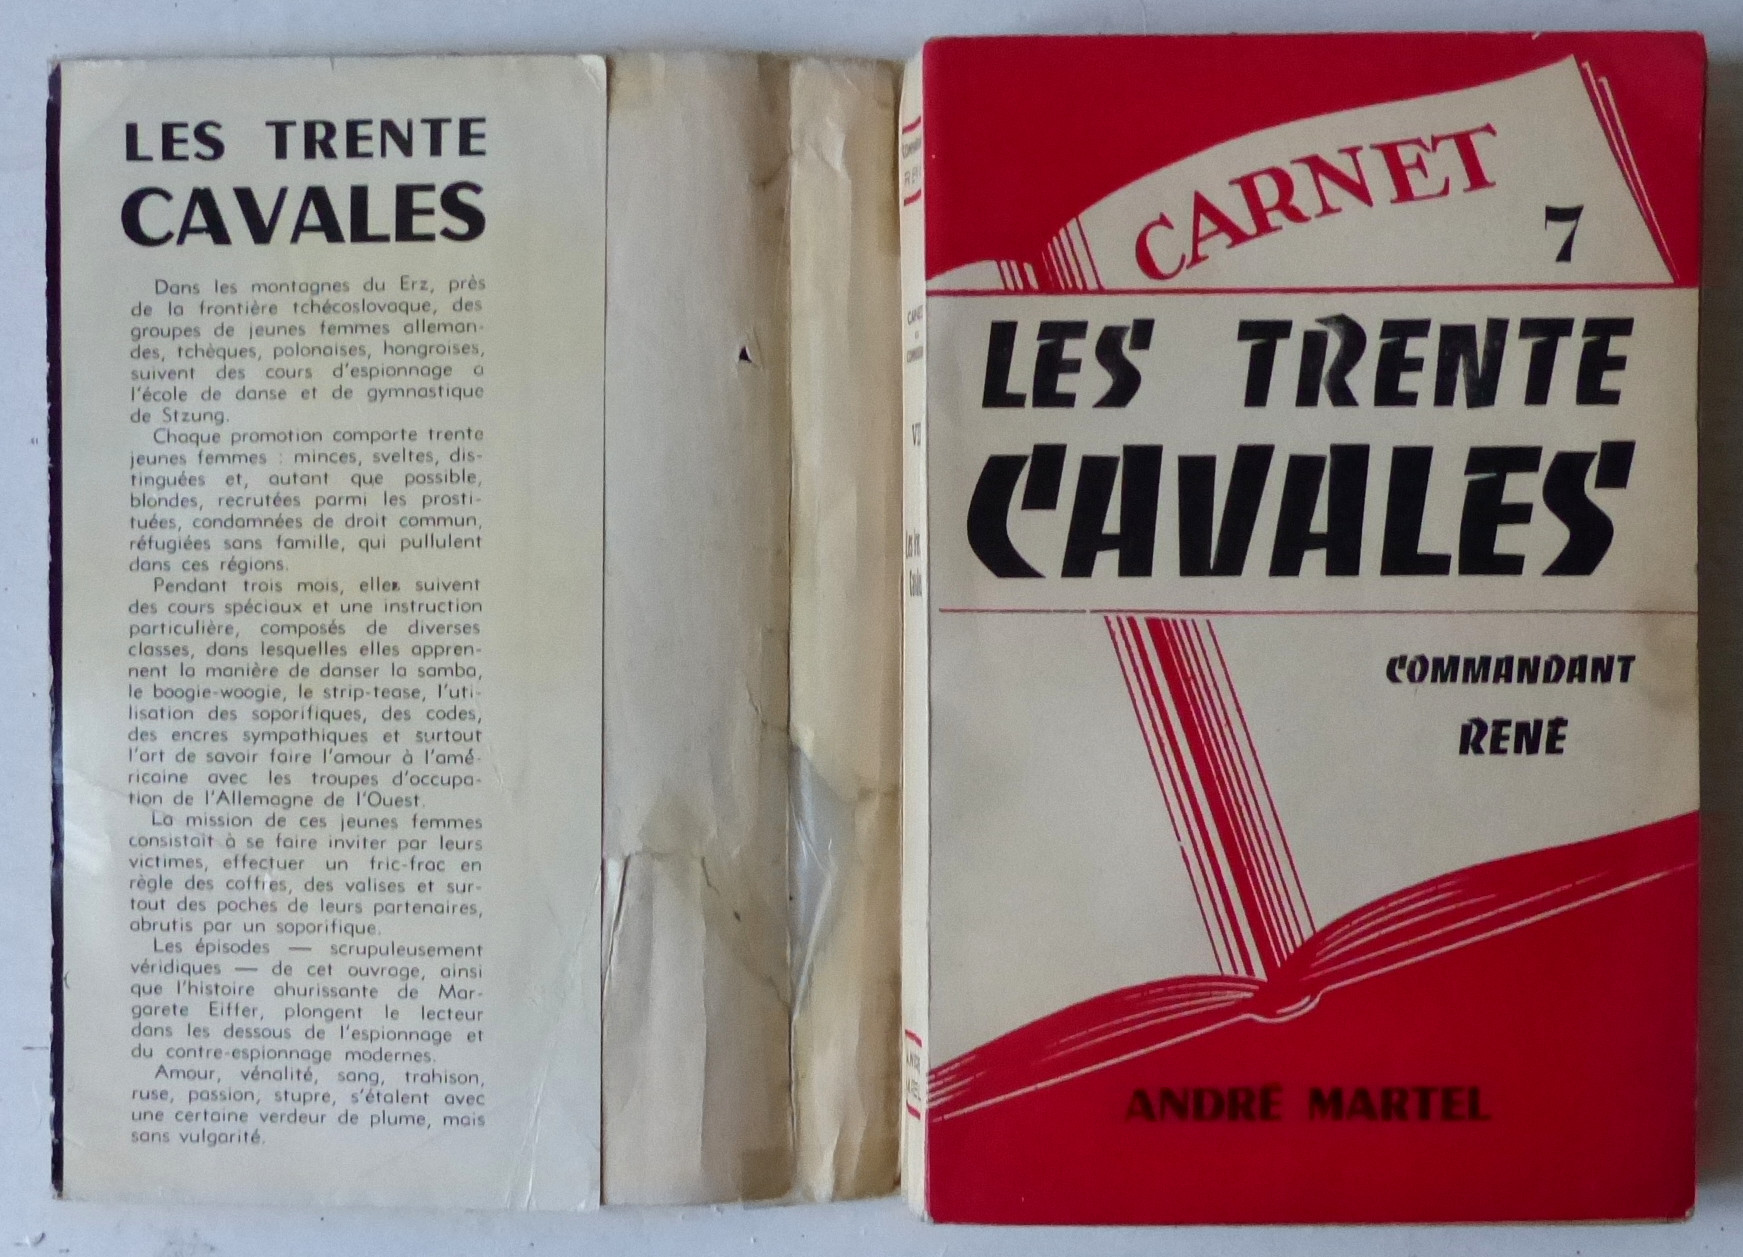 LES TRENTE
CAVALES
Dans les montagnes du Erz, près
de la frontière tchécoslovaque, des
groupes de jeunes femmes alleman-
des, tchèques, polonaises, hongroises,
suivent des cours d'espionnage a
l'école de danse et de gymnastique
de Stzung.
Chaque promotion comporte trente
jeunes femmes : minces, sveltes, dis-
tinguées et, autant que possible,
blondes, recrutées parmi les prosti-
tuées, condamnées de droit commun,
réfugiées sans famille, qui pullulent
dans ces régions.
Pendant trois mois, elles suivent
des cours spéciaux et une instruction
particulière, composés de diverses
classes, dans lesquelles elles appren-
nent la manière de danser la samba,
le boogie-woogie, le strip-tease, l'uti-
lisation des soporifiques, des codes,
des encres sympathiques et surtout
l'art de savoir faire l'amour à l'amé-
ricaine avec les troupes d'occupa-
tion de l'Allemagne de l'Ouest.
La mission de ces jeunes femmes
consistait à se faire inviter par leurs
victimes, effectuer un fric-frac en
règle des coffres, des valises et sur-
tout des poches de leurs partenaires,
abrutis par un soporifique.
Les épisodes — scrupuleusement
véridiques — de cet ouvrage, ainsi
que l'histoire ahurissante de Mar-
garete Eiffer, plongent le lecteur
dans les dessous de l'espionnage et
du contre-espionnage modernes.
Amour, vénalité, sang, trahison,
ruse, passion, stupre, s'étalent avec
une certaine verdeur de plume, mais
sans vulgarité.
VII
CARNET
7
LES TRENTE
CAVALES
COMMANDANT
RENÉ
ANDRÉ MARTEL